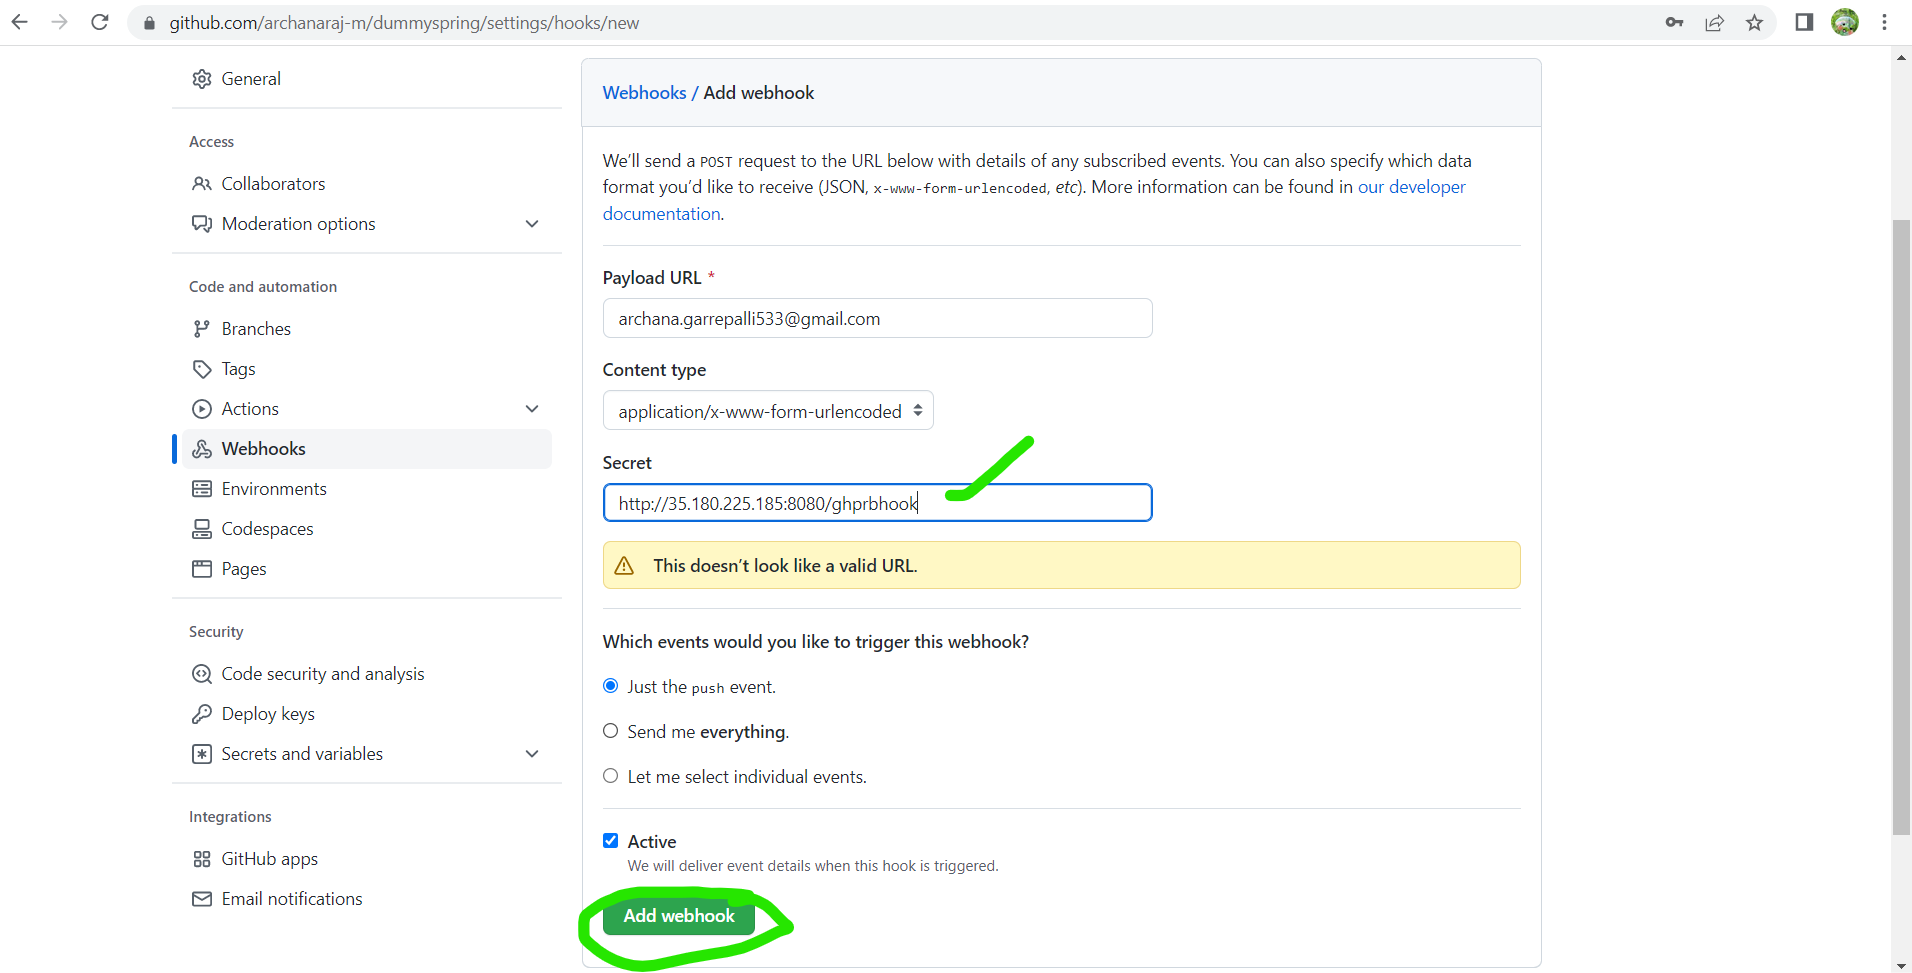 github.com/archanaraj-m/dummyspring/settings/hooks/new
General
Access
Collaborators
Moderation options
Code and automation
Branches
Tags
Actions
Webhooks
Environments
Codespaces
Pages
Security
Code security and analysis
Deploy keys
Secrets and variables
Integrations
GitHub apps
Email notifications
Webhooks / Add webhook
We’ll send a POST request to the URL below with details of any subscribed events. You can also specify which data
format you’d like to receive (JSON, x-www-form-urlencoded, etc). More information can be found in our developer
documentation.
Payload URL *
archana.garrepalli533@gmail.com
Content type
application/x-www-form-urlencoded
Secret
http://35.180.225.185:8080/ghprbhook
This doesn’t look like a valid URL.
Which events would you like to trigger this webhook?
Just the push event.
Send me everything.
Let me select individual events.
Active
We will deliver event details when this hook is triggered.
Add webhook